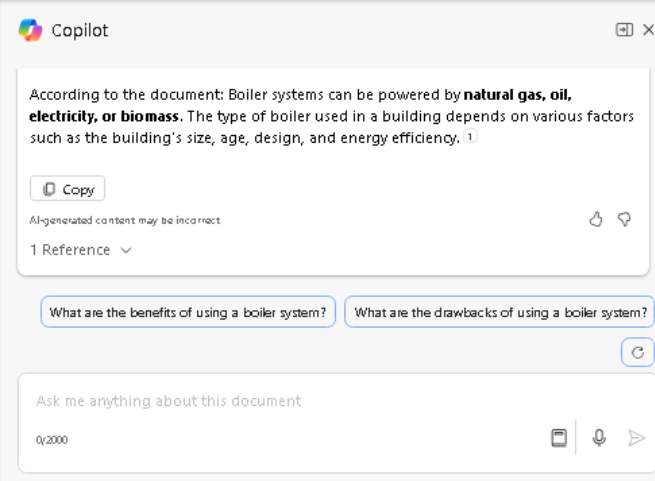 Copilot
According to the document: Boiler systems can be powered by natural gas, oil,
electricity, or biomass. The type of boiler used in a building depends on various factors
such as the building's size, age, design, and energy efficiency. 1
Copy
AI-generated content may be incorrect
1 Reference
What are the benefits of using a boiler system?
What are the drawbacks of using a boiler system?
Ask me anything about this document
0/2000